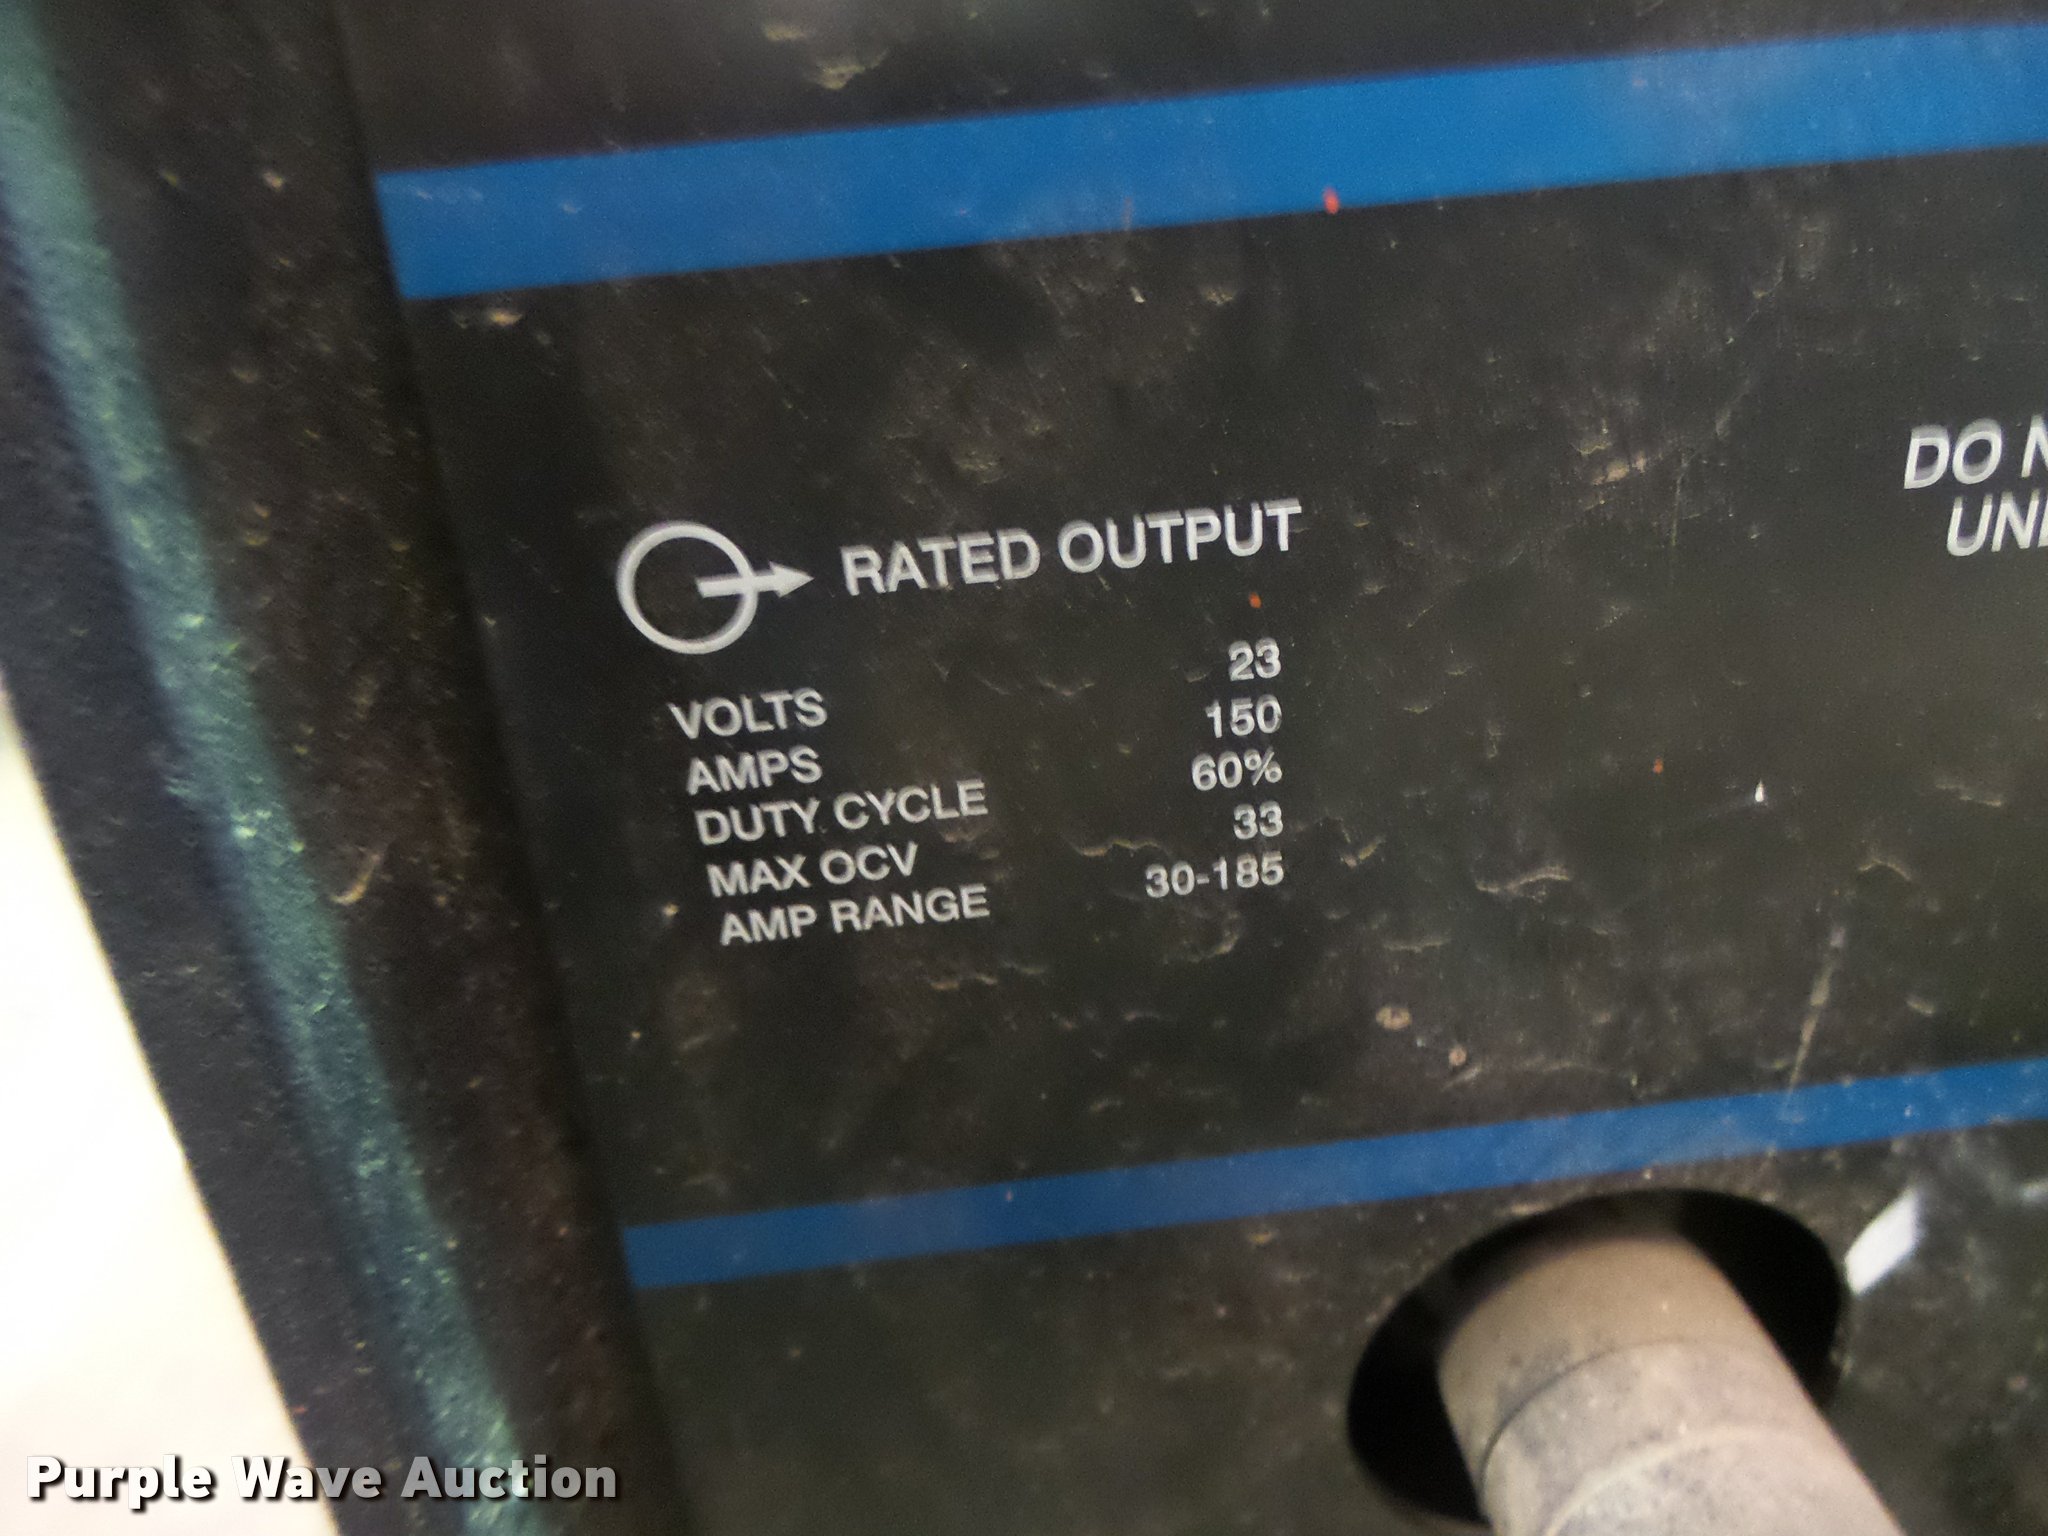 RATED OUTPUT
VOLTS 23
AMPS 150
DUTY CYCLE 60%
MAX OCV 33
AMP RANGE 30-185
DO
Purple Wave Auction